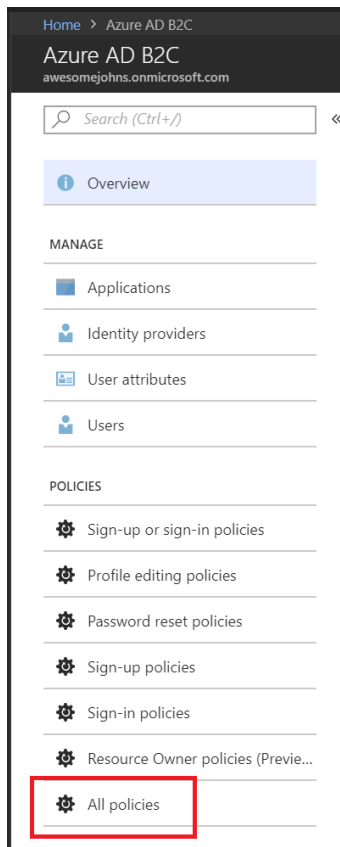 Home > Azure AD B2C
Azure AD B2C
awesomejohns.onmicrosoft.com
Search (Ctrl+/)
Overview
MANAGE
Applications
Identity providers
User attributes
Users
POLICIES
Sign-up or sign-in policies
Profile editing policies
Password reset policies
Sign-up policies
Sign-in policies
Resource Owner policies (Previe...
All policies